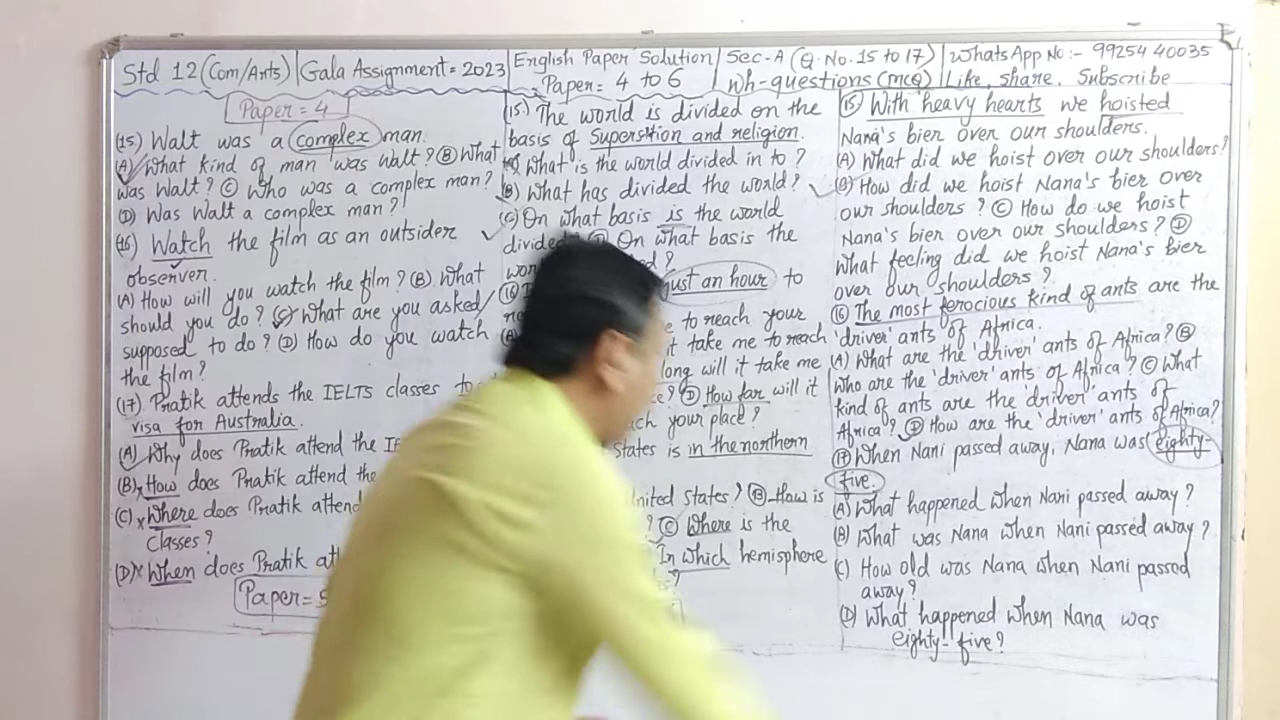 Std 12 (Com/Arts) | Gala Assignment = 2023 | English Paper Solution | Sec-A (Q. No. 15 to 17) | WhatsApp No:- 99254 40035
Paper = 4 to 6 | Wh-questions (MCQ) | Like, Share, Subscribe
Paper = 4
(15) Walt was a complex man.
(A) What kind of man was Walt? (B) What
was Walt? (C) Who was a complex man?
(D) Was Walt a complex man?
(16) Watch the film as an outsider
observer.
(A) How will you watch the film? (B). What
should you do? (C) What are you asked/
supposed to do? (D) How do you watch
the film?
(17). Pratik attends the IELTS classes to
visa for Australia.
(A) Why does Pratik attend the
(B) How does Pratik attend the
(C) x Where does Pratik attend
classes?
(D) x When does Pratik
Paper = 5
(15) The world is divided on the
basis of Superstion and religion.
(A) What is the world divided in to?
(B) What has divided the world?
(C) On what basis is the world
divided On what basis the
?
(16) just an hour to
to reach your
it take me to reach
long will it take me
? (D) How far will it
your place?
States is in the northern
United States? (B) How is
? (C) Where is the
In which hemisphere
?
(15) With heavy hearts we hoisted
Nana's bier over our shoulders.
(A) What did we hoist over our shoulders?
(B) How did we hoist Nana's bier over
our shoulders? (C) How do we hoist
Nana's bier over our shoulders? (D)
What feeling did we hoist Nana's bier
over our shoulders?
(16) The most ferocious kind of ants are the
'driver' ants of Africa.
(A) What are the 'driver' ants of Africa? (B)
Who are the 'driver' ants of Africa? (C) What
kind of ants are the 'driver' ants of
Africa? (D) How are the 'driver' ants of Africa?
(17) When Nani passed away, Nana was eighty-
five.
(A) What happened when Nani passed away?
(B) What was Nana when Nani passed away?
(C) How old was Nana when Nani passed
away?
(D) What happened when Nana was
eighty-five?